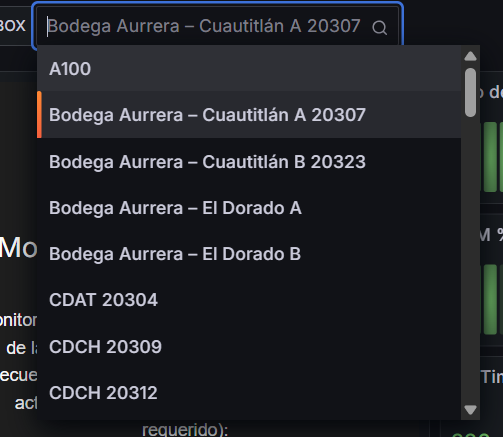 BOX
Bodega Aurrera – Cuautitlán A 20307
A100
Bodega Aurrera – Cuautitlán A 20307
Bodega Aurrera – Cuautitlán B 20323
Bodega Aurrera – El Dorado A
Bodega Aurrera – El Dorado B
CDAT 20304
CDCH 20309
CDCH 20312
de
Mo
M %
onitor
de la
ecue
act
Tim
requerido):